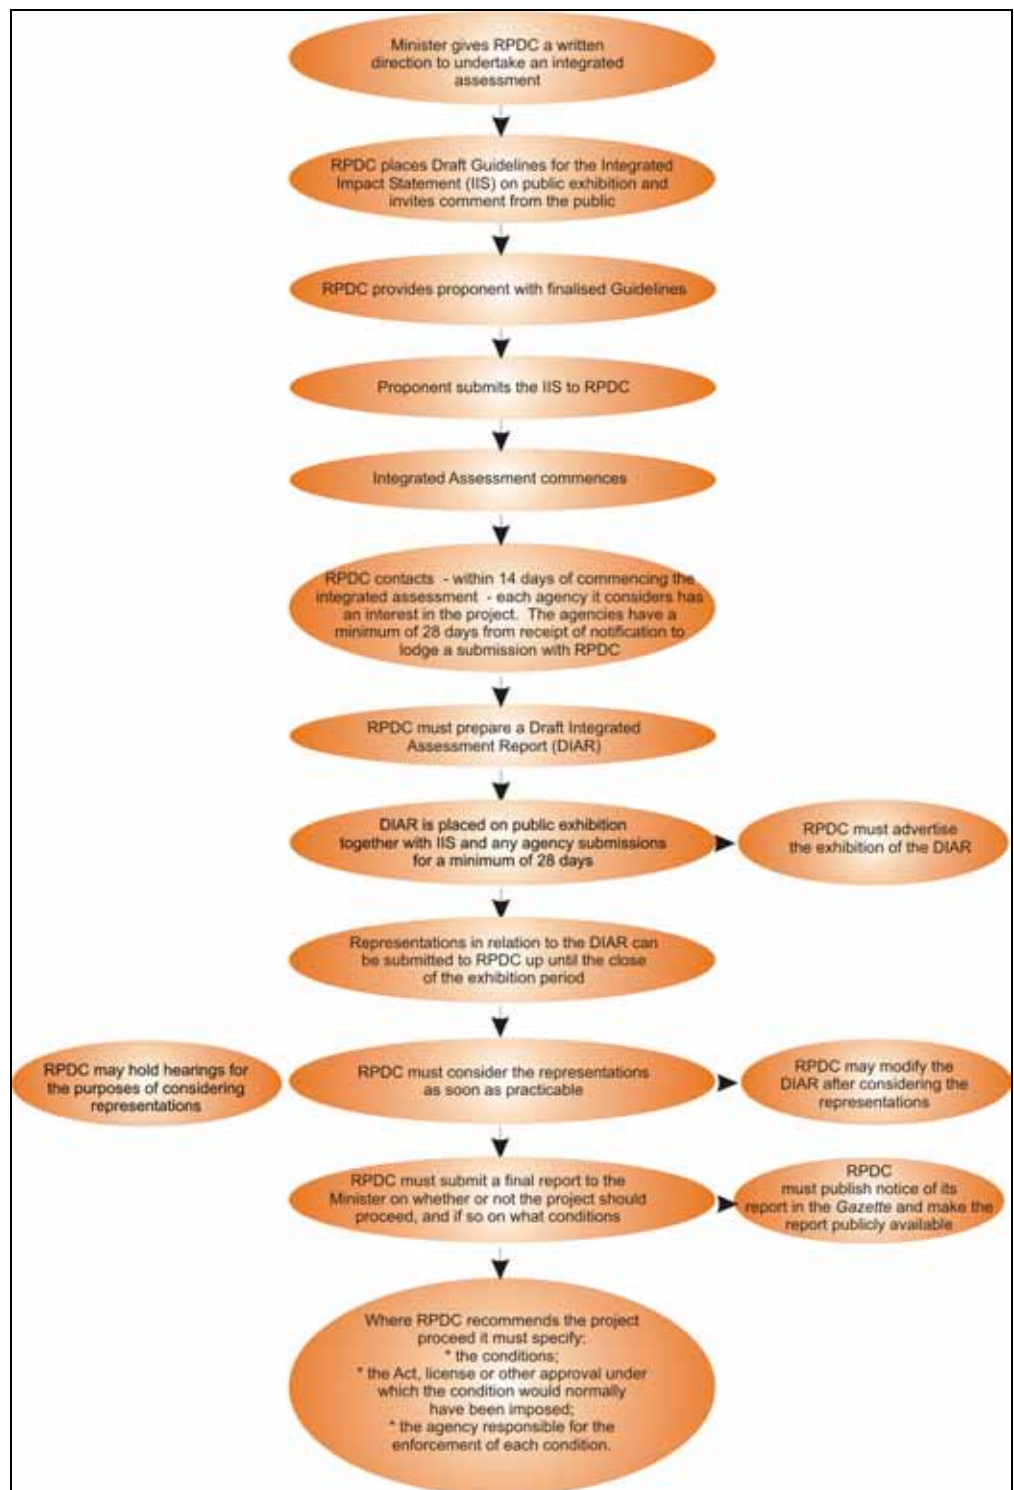 Minister gives RPDC a written
direction to undertake an integrated
assessment
RPDC places Draft Guidelines for the Integrated
Impact Statement (IIS) on public exhibition and
invites comment from the public
RPDC provides proponent with finalised Guidelines
Proponent submits the IIS to RPDC
Integrated Assessment commences
RPDC contacts - within 14 days of commencing the
integrated assessment - each agency it considers has
an interest in the project. The agencies have a
minimum of 28 days from receipt of notification to
lodge a submission with RPDC
RPDC must prepare a Draft Integrated
Assessment Report (DIAR)
DIAR is placed on public exhibition
together with IIS and any agency submissions
for a minimum of 28 days
RPDC must advertise
the exhibition of the DIAR
Representations in relation to the DIAR can
be submitted to RPDC up until the close
of the exhibition period
RPDC may hold hearings for
the purposes of considering
representations
RPDC must consider the representations
as soon as practicable
RPDC may modify the
DIAR after considering the
representations
RPDC must submit a final report to the
Minister on whether or not the project should
proceed, and if so on what conditions
RPDC
must publish notice of its
report in the Gazette and make the
report publicly available
Where RPDC recommends the project
proceed it must specify:
* the conditions;
* the Act, license or other approval under
which the condition would normally
have been imposed;
* the agency responsible for the
enforcement of each condition.